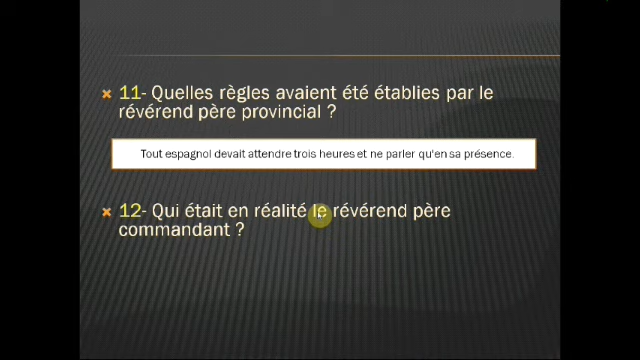 11- Quelles règles avaient été établies par le
révérend père provincial ?
Tout espagnol devait attendre trois heures et ne parler qu'en sa présence.
12- Qui était en réalité le révérend père
commandant ?